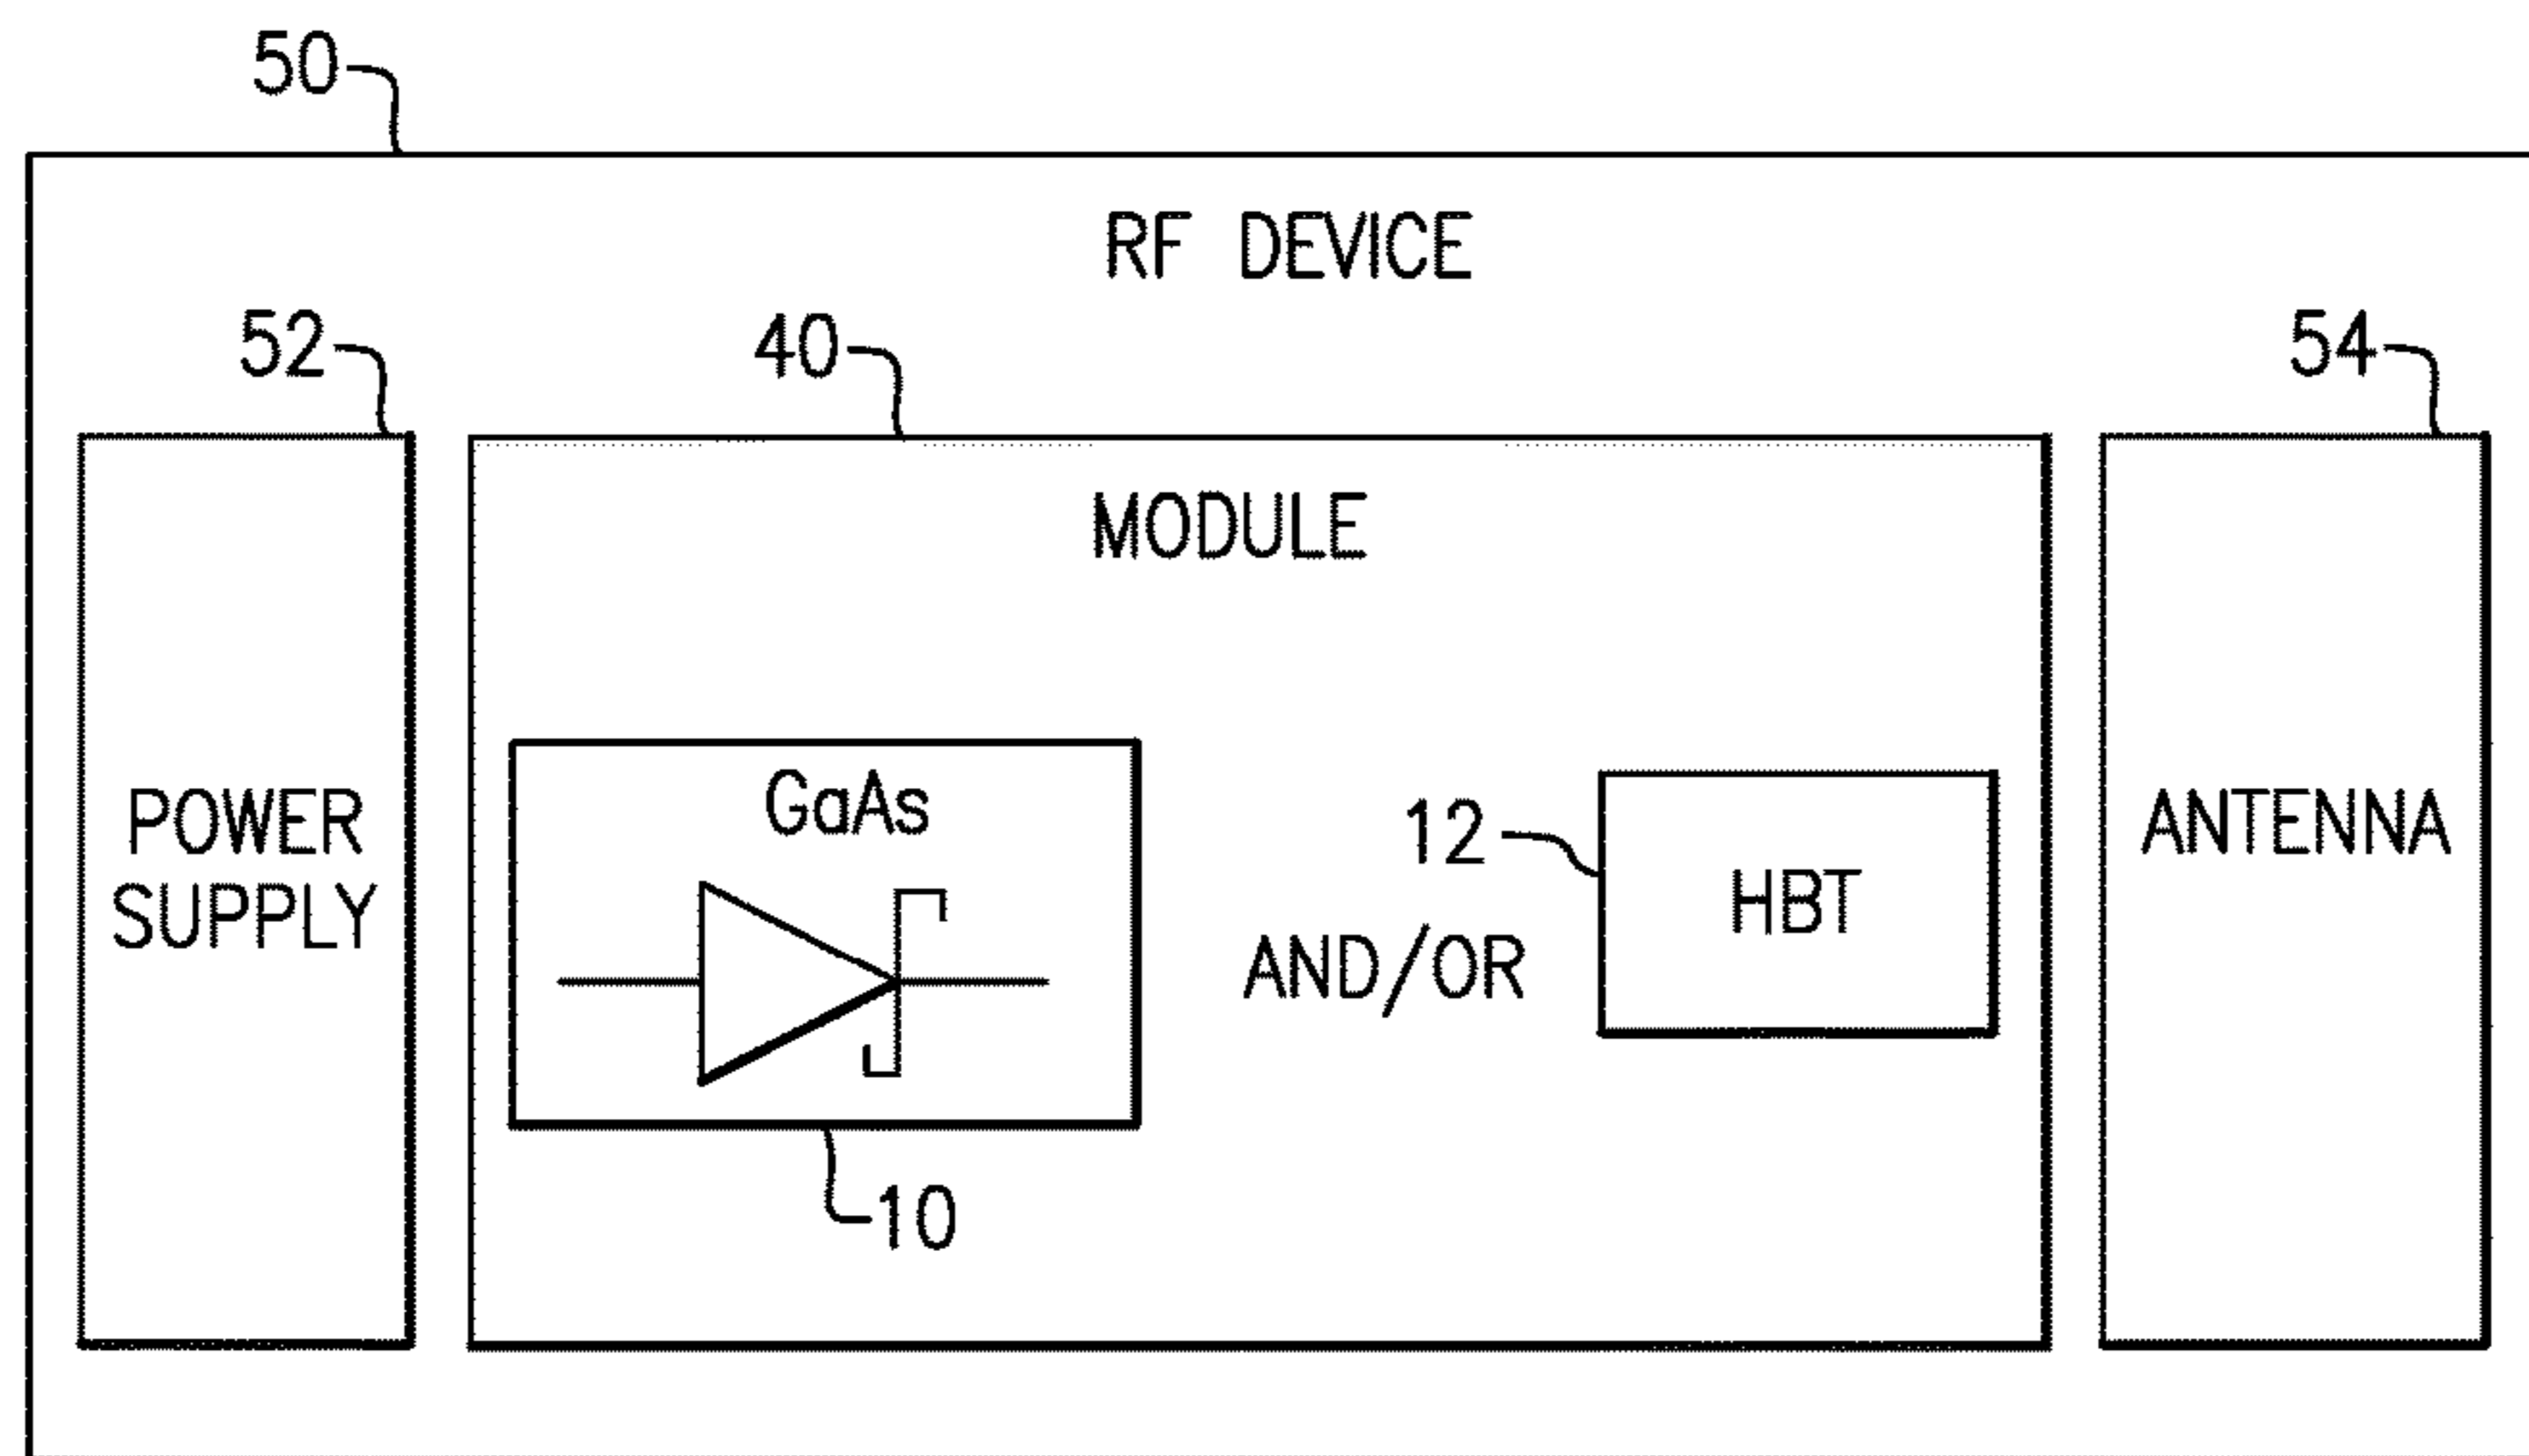 50
RF DEVICE
52
40
54
MODULE
POWER
SUPPLY
GaAs
10
AND/OR
12
HBT
ANTENNA